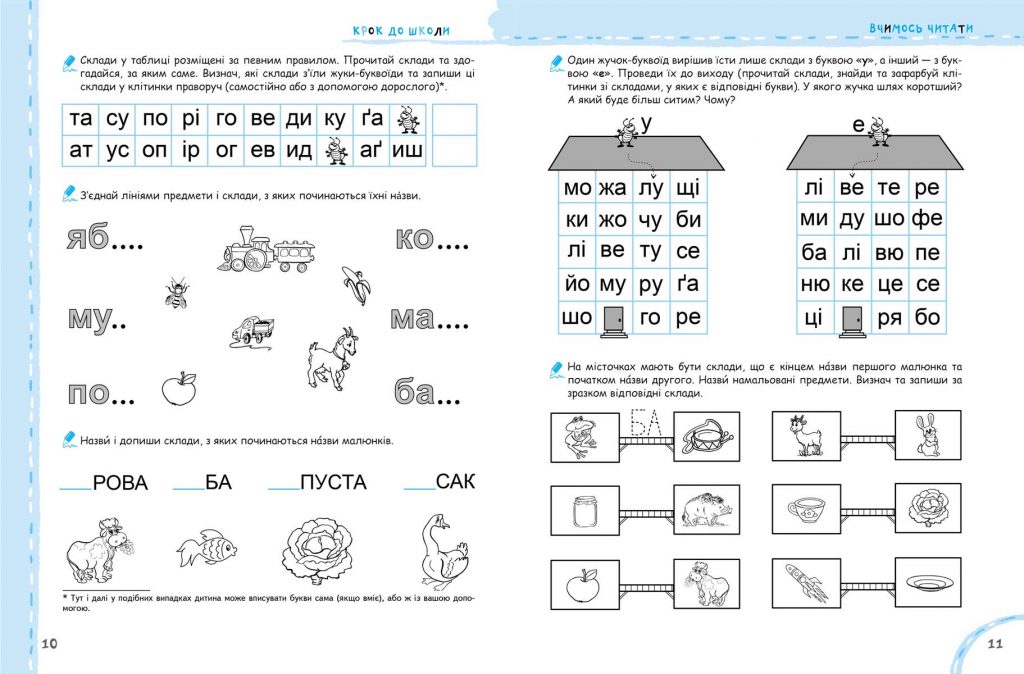 КРОК ДО ШКОЛИ
Склади у таблиці розміщені за певним правилом. Прочитай склади та здо-
гадайся, за яким саме. Визнач, які склади з'їли жуки-буквоїди та запиши ці
склади у клітинки праворуч (самостійно або з допомогою дорослого)*.
та су по рі го ве ди ку ґа
ат ус оп ір ог ев ид аґ иш
З'єднай лініями предмети і склади, з яких починаються їхні на́зви.
яб.... ко....
му.. ма....
по... ба...
Назви́ і допиши склади, з яких починаються на́зви малюнків.
___РОВА ___БА ___ПУСТА ___САК
* Тут і далі у подібних випадках дитина може вписувати букви сама (якщо вміє), або ж із вашою допо-
могою.
10
ВЧИМОСЬ ЧИТАТИ
Один жучок-буквоїд вирішив їсти лише склади з буквою «у», а інший — з бук-
вою «е». Проведи їх до виходу (прочитай склади, знайди та зафарбуй клі-
тинки зі складами, у яких є відповідні букви). У якого жучка шлях коротший?
А який буде більш ситим? Чому?
у
мо жа лу щі
ки жо чу би
лі ве ту се
йо му ру ґа
шо го ре
е
лі ве те ре
ми ду шо фе
ба лі вю пе
ню ке це се
ці ря бо
На місточках мають бути склади, що є кінцем на́зви першого малюнка та
початком на́зви другого. Назви́ намальовані предмети. Визнач та запиши за
зразком відповідні склади.
БА
11